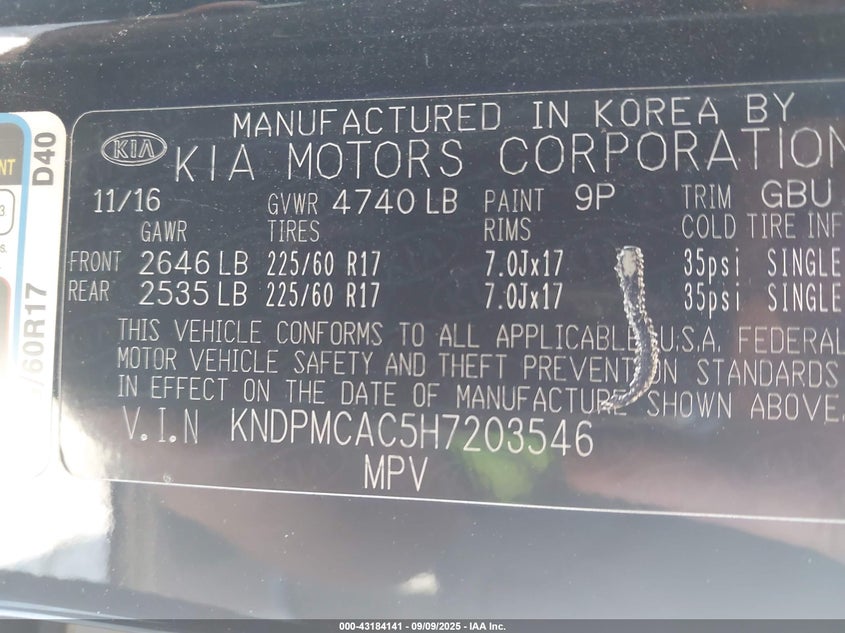 MANUFACTURED IN KOREA BY
KIA KIA MOTORS CORPORATION
11/16 GVWR 4740 LB PAINT 9P TRIM GBU
GAWR TIRES RIMS COLD TIRE INF
FRONT 2646 LB 225/60 R17 7.0Jx17 35psi SINGLE
REAR 2535 LB 225/60 R17 7.0Jx17 35psi SINGLE
THIS VEHICLE CONFORMS TO ALL APPLICABLE U.S.A. FEDERAL
MOTOR VEHICLE SAFETY AND THEFT PREVENTION STANDARDS
IN EFFECT ON THE DATE OF MANUFACTURE SHOWN ABOVE.
V.I.N KNDPMCAC5H7203546
MPV
D40
/60R17
NT
3
S.
000-43184141 - 09/09/2025 - IAA Inc.